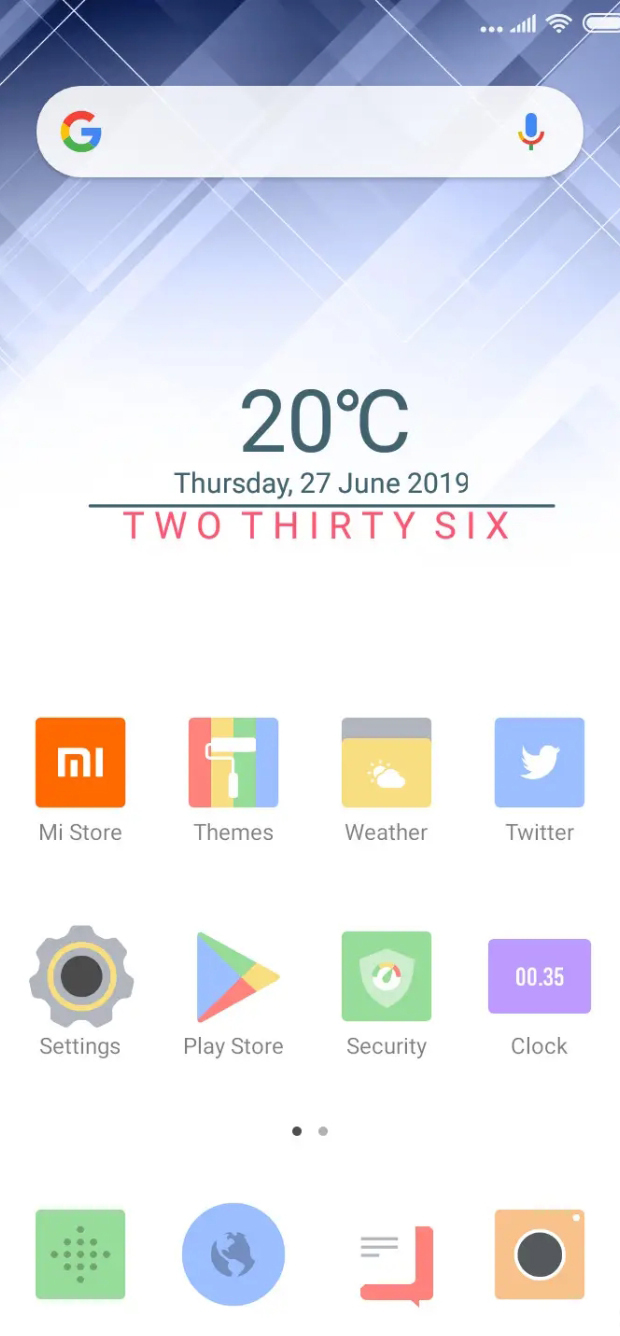 20°C
Thursday, 27 June 2019
TWO THIRTY SIX
mi
Mi Store
Themes
Weather
Twitter
00.35
Settings
Play Store
Security
Clock